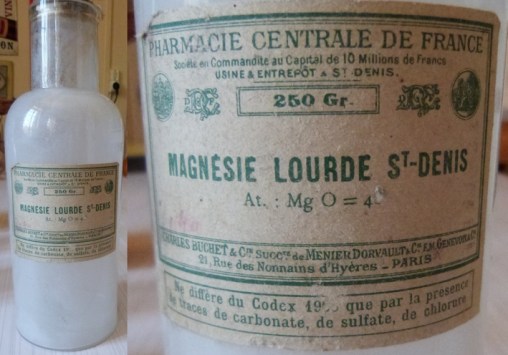 PHARMACIE CENTRALE DE FRANCE
Société en Commandite au Capital de 10 Millions de Francs
USINE & ENTREPÔT À ST DENIS.
250 Gr.
MAGNÉSIE LOURDE ST-DENIS
At. : Mg O = 4
CHARLES BUCHET & Cie, SUCCrs de MENIER DORVAULT & Cie, A.M. GENEVOIX & Cie
21, Rue des Nonnains d'Hyères - PARIS
Ne diffère du Codex que par la présence
de traces de carbonate, de sulfate, de chlorure